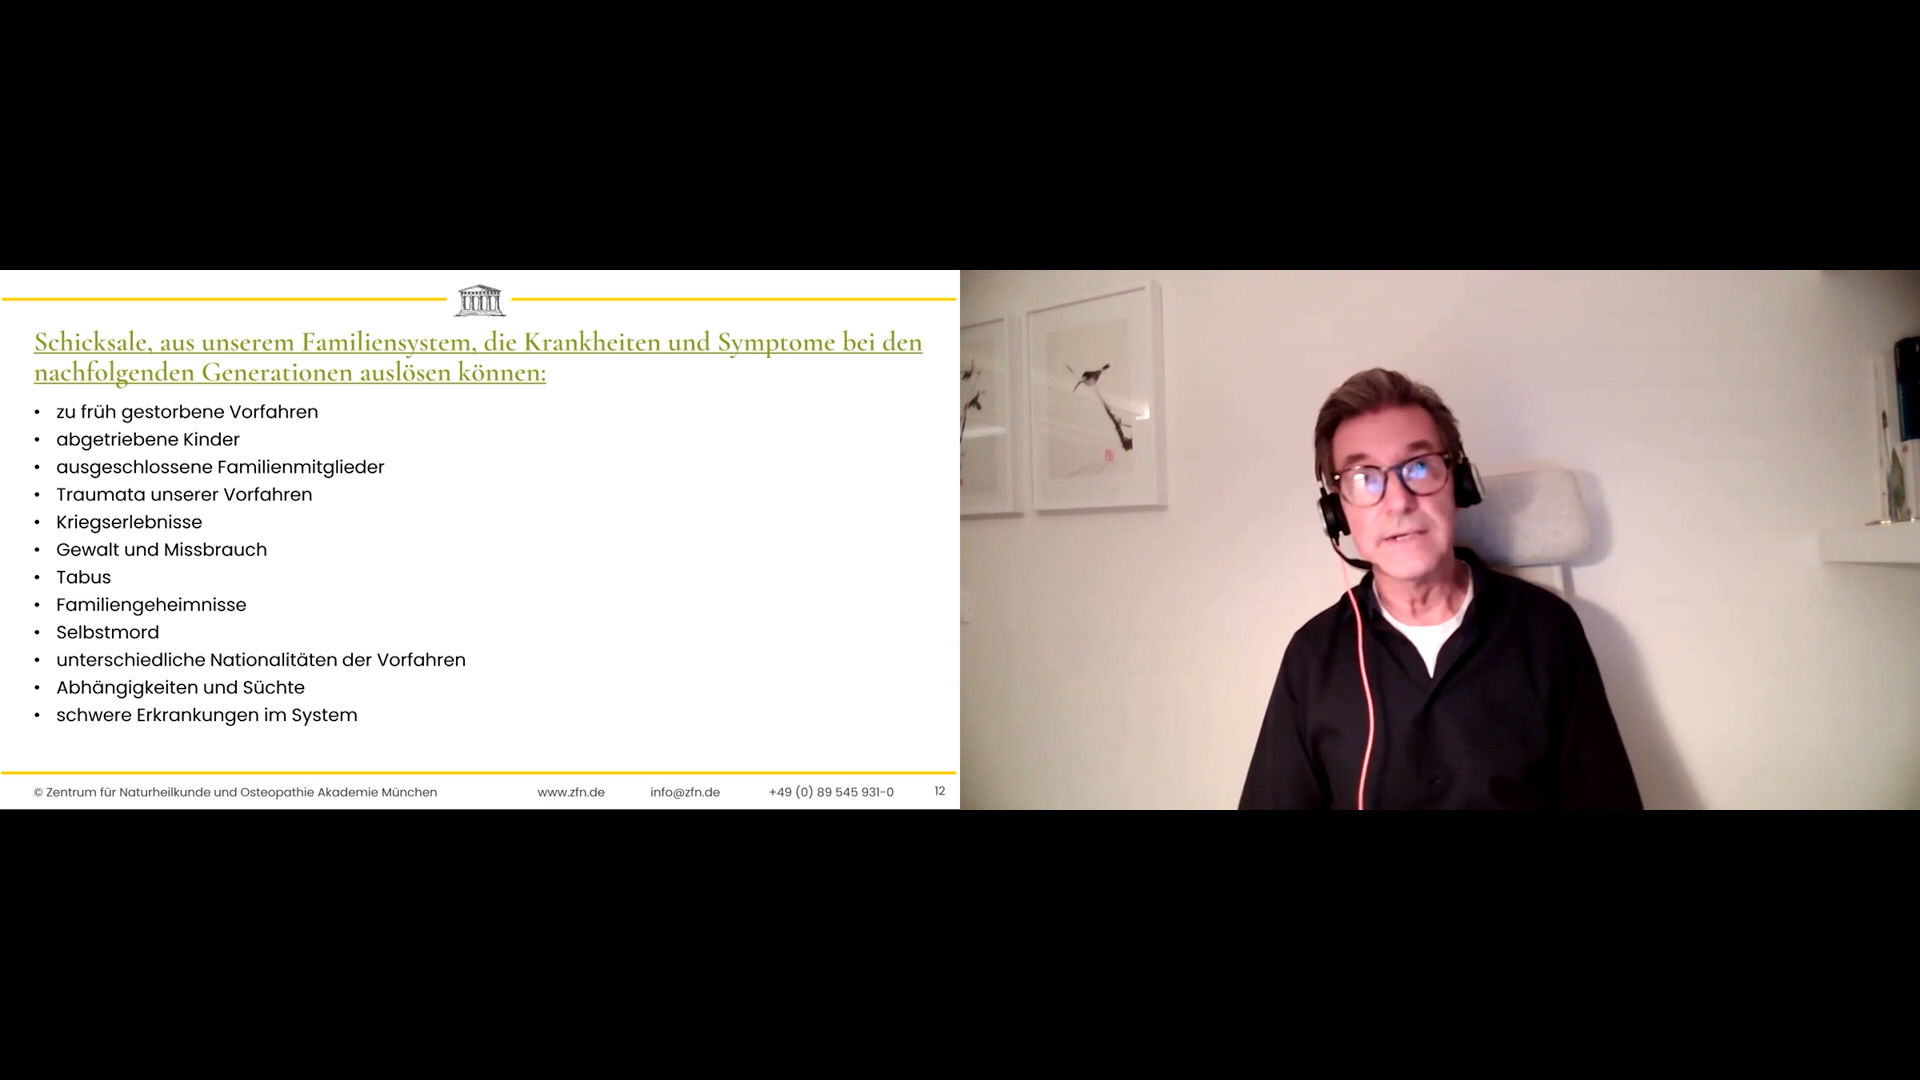 Schicksale, aus unserem Familiensystem, die Krankheiten und Symptome bei den
nachfolgenden Generationen auslösen können:
• zu früh gestorbene Vorfahren
• abgetriebene Kinder
• ausgeschlossene Familienmitglieder
• Traumata unserer Vorfahren
• Kriegserlebnisse
• Gewalt und Missbrauch
• Tabus
• Familiengeheimnisse
• Selbstmord
• unterschiedliche Nationalitäten der Vorfahren
• Abhängigkeiten und Süchte
• schwere Erkrankungen im System
© Zentrum für Naturheilkunde und Osteopathie Akademie München www.zfn.de info@zfn.de +49 (0) 89 545 931-0 12